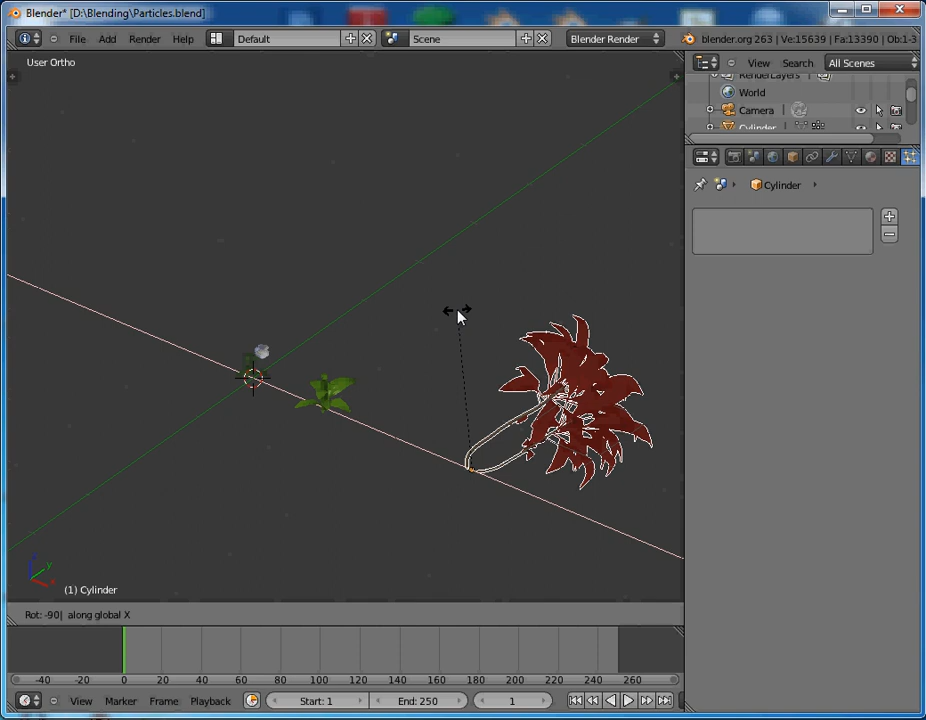 Blender* [D:\Blending\Particles.blend]
File Add Render Help Default Scene Blender Render blender.org 263 | Ve:15639 | Fa:13390 | Ob:1-3
User Ortho
View Search All Scenes
RenderLayers
World
Camera
Cylinder
Cylinder
z
y
x
(1) Cylinder
Rot: -90| along global X
-40 -20 0 20 40 60 80 100 120 140 160 180 200 220 240 260
View Marker Frame Playback Start: 1 End: 250 1